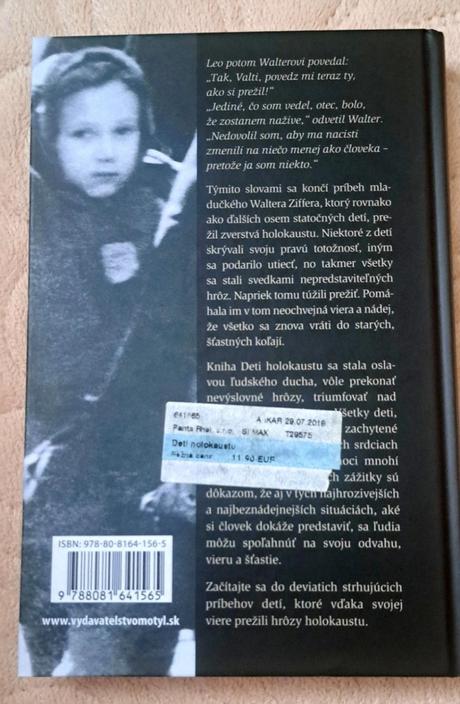 Leo potom Walterovi povedal:
„Tak, Valti, povedz mi teraz ty,
ako si prežil!“
„Jediné, čo som vedel, otec, bolo,
že zostanem nažive,“ odvetil Walter.
„Nedovolil som, aby ma nacisti
zmenili na niečo menej ako človeka –
pretože ja som niekto.“
Týmito slovami sa končí príbeh mla-
dučkého Waltera Ziffera, ktorý rovnako
ako ďalších osem statočných detí, pre-
žil zverstvá holokaustu. Niektoré z detí
skrývali svoju pravú totožnosť, iným
sa podarilo utiecť, no takmer všetky
sa stali svedkami nepredstaviteľných
hrôz. Napriek tomu túžili prežiť. Pomá-
hala im v tom neochvejná viera a nádej,
že všetko sa znova vráti do starých,
šťastných koľají.
Kniha Deti holokaustu sa stala osla-
vou ľudského ducha, vôle prekonať
nevýslovné hrôzy, triumfovať nad
Všetky deti,
zachytené
srdciach
mnohí
zážitky sú
dôkazom, že aj v tých najhrozivejších
a najbeznádejnejších situáciách, aké
si človek dokáže predstaviť, sa ľudia
môžu spoľahnúť na svoju odvahu,
vieru a šťastie.
Začítajte sa do deviatich strhujúcich
príbehov detí, ktoré vďaka svojej
viere prežili hrôzy holokaustu.
641565 A IKAR 29.07.2016
Panta Rhei, s.r.o. SI MAX T29575
Deti holokaustu
11.90 EUR
ISBN: 978-80-8164-156-5
9 788081 641565
www.vydavatelstvomotyl.sk